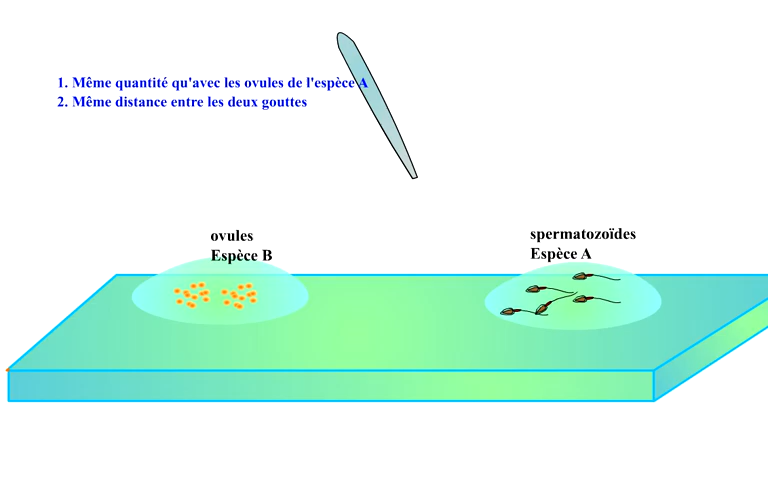 1. Même quantité qu'avec les ovules de l'espèce A
2. Même distance entre les deux gouttes
ovules
Espèce B
spermatozoïdes
Espèce A